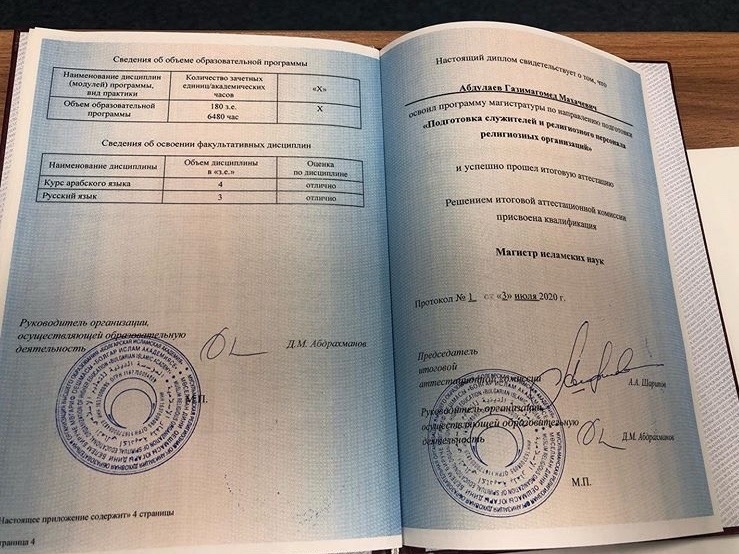 Сведения об объеме образовательной программы
Наименование дисциплин (модулей) программы, вид практики
Количество зачетных единиц/академических часов
«Х»
Объем образовательной программы
180 з.е. 6480 час
Х
Сведения об освоении факультативных дисциплин
Наименование дисциплины
Объем дисциплины в «з.е.»
Оценка по дисциплине
Курс арабского языка
4
отлично
Русский язык
3
отлично
Руководитель организации,
осуществляющей образовательную
деятельность
Д.М. Абдрахманов
М.П.
Настоящее приложение содержит» 4 страницы
траница 4
Настоящий диплом свидетельствует о том, что
Абдулаев Газимагомед Махачевич
освоил программу магистратуры по направлению подготовки
«Подготовка служителей и религиозного персонала
религиозных организаций»
и успешно прошел итоговую аттестацию
Решением итоговой аттестационной комиссии
присвоена квалификация
Магистр исламских наук
Протокол № 1 от «3» июля 2020 г.
Председатель
итоговой
аттестационной комиссии
А.А. Шарипов
Руководитель организации,
осуществляющей образовательную
деятельность
Д.М. Абдрахманов
М.П.